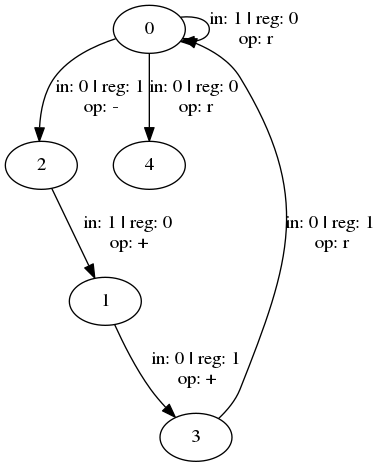 0
in: 1 | reg: 0
op: r
in: 0 | reg: 1
op: -
in: 0 | reg: 0
op: r
2
4
in: 1 | reg: 0
op: +
in: 0 | reg: 1
op: r
1
in: 0 | reg: 1
op: +
3